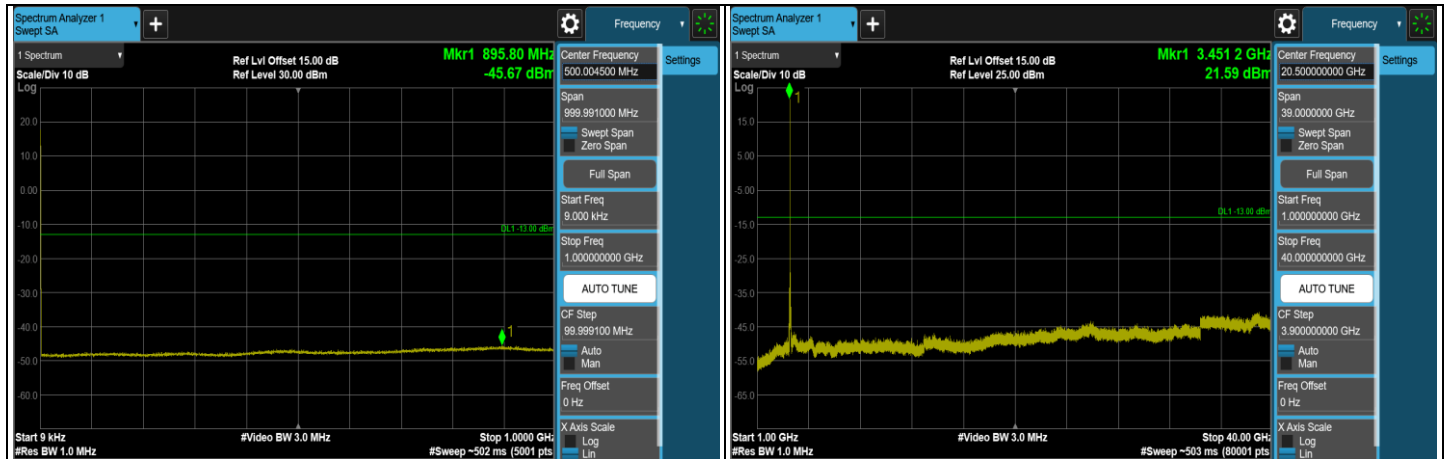 Spectrum Analyzer 1
Swept SA
+
Frequency
1 Spectrum
Scale/Div 10 dB
Log
Ref Lvl Offset 15.00 dB
Ref Level 30.00 dBm
Mkr1 895.80 MHz
-45.67 dBm
1
20.0
10.0
0.00
-10.0
-20.0
-30.0
-40.0
-50.0
-60.0
DL1 -13.00 dBm
Start 9 kHz
#Res BW 1.0 MHz
#Video BW 3.0 MHz
Stop 1.0000 GHz
#Sweep ~502 ms (5001 pts
Center Frequency
500.004500 MHz
Settings
Span
999.991000 MHz
Swept Span
Zero Span
Full Span
Start Freq
9.000 kHz
Stop Freq
1.000000000 GHz
AUTO TUNE
CF Step
99.999100 MHz
Auto
Man
Freq Offset
0 Hz
X Axis Scale
Log
Lin
Spectrum Analyzer 1
Swept SA
+
Frequency
1 Spectrum
Scale/Div 10 dB
Log
Ref Lvl Offset 15.00 dB
Ref Level 25.00 dBm
Mkr1 3.451 2 GHz
21.59 dBm
1
15.0
5.00
-5.00
-15.0
-25.0
-35.0
-45.0
-55.0
-65.0
DL1 -13.00 dBm
Start 1.00 GHz
#Res BW 1.0 MHz
#Video BW 3.0 MHz
Stop 40.00 GHz
#Sweep ~503 ms (80001 pts
Center Frequency
20.500000000 GHz
Settings
Span
39.0000000 GHz
Swept Span
Zero Span
Full Span
Start Freq
1.000000000 GHz
Stop Freq
40.000000000 GHz
AUTO TUNE
CF Step
3.900000000 GHz
Auto
Man
Freq Offset
0 Hz
X Axis Scale
Log
Lin